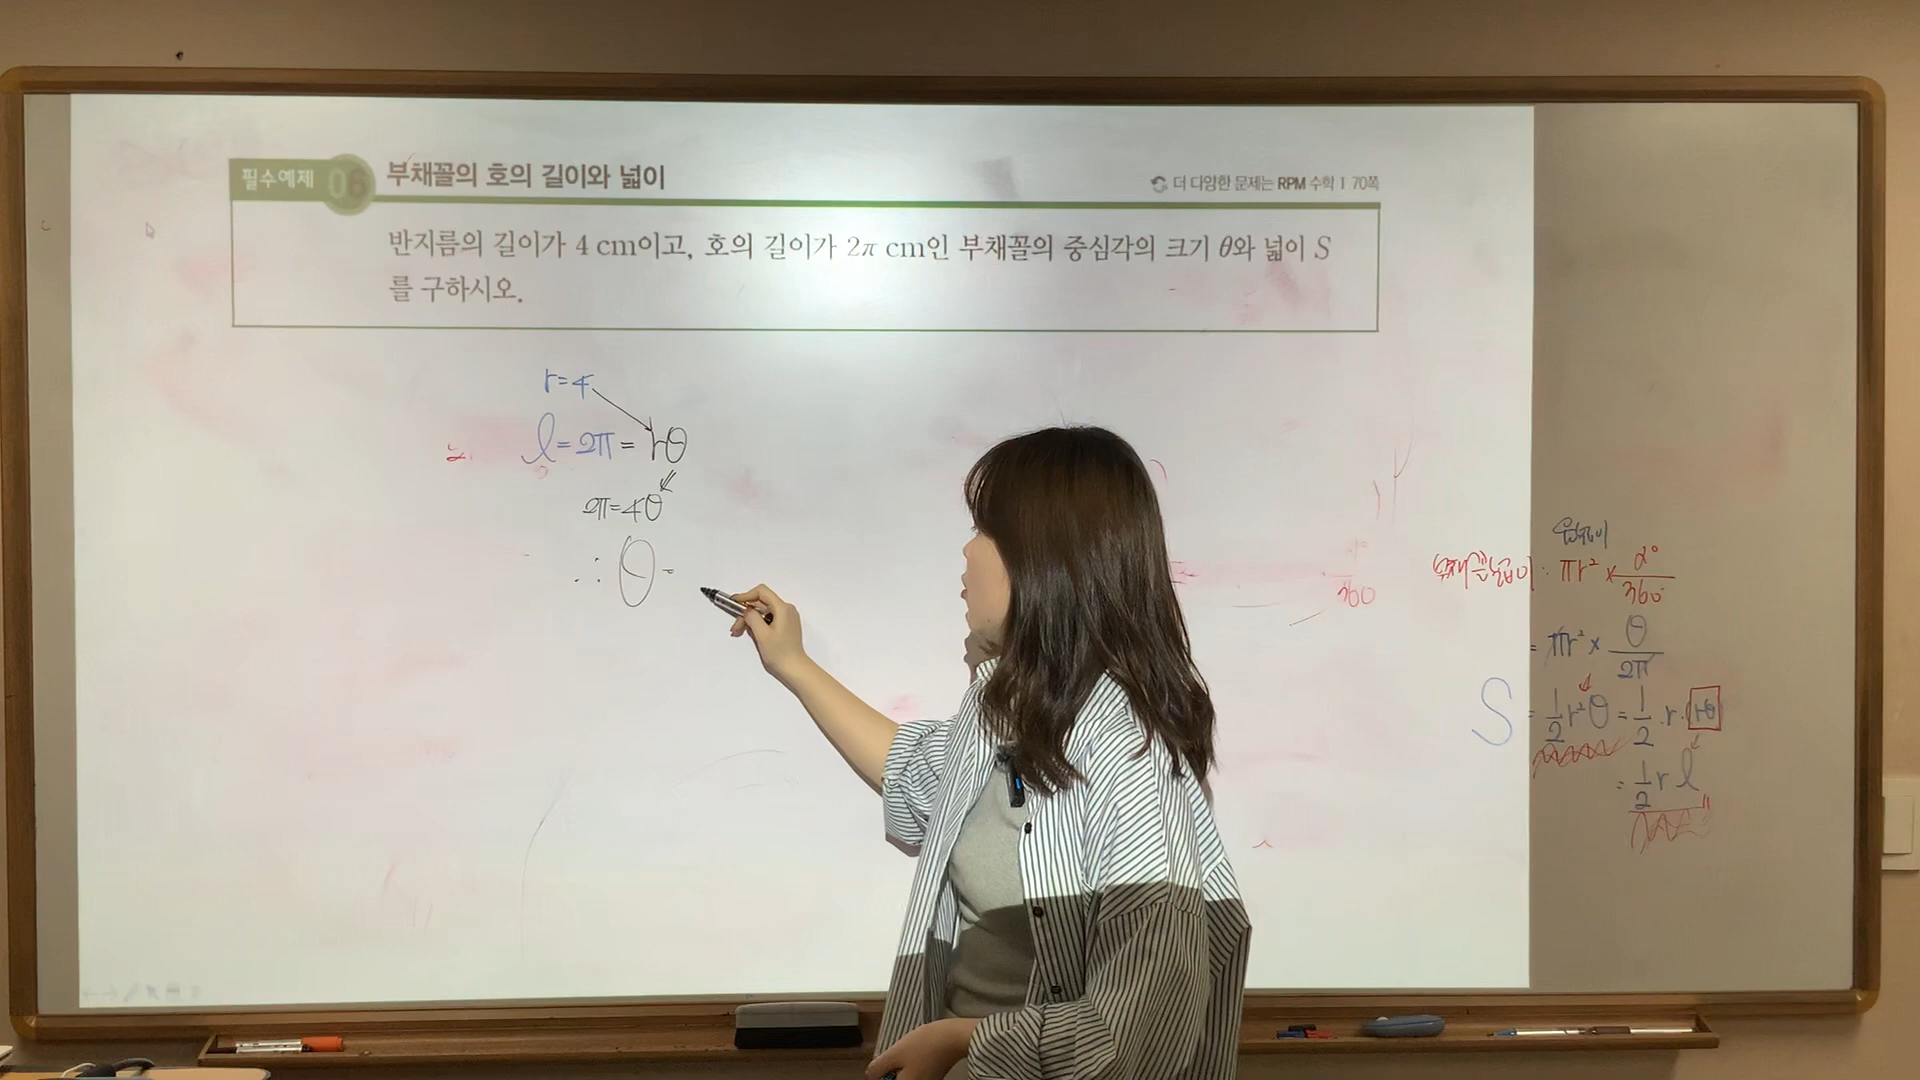 필수예제 06 부채꼴의 호의 길이와 넓이
더 다양한 문제는 RPM 수학 I 70쪽
반지름의 길이가 4 cm이고, 호의 길이가 2π cm인 부채꼴의 중심각의 크기 θ와 넓이 S
를 구하시오.
r=4
l=2π=rθ
2π=4θ
∴ θ=
360
원넓이
부채꼴넓이: πr² × α°/360°
= πr² × θ/2π
S = 1/2 r²θ = 1/2 · r · rθ
= 1/2 r l